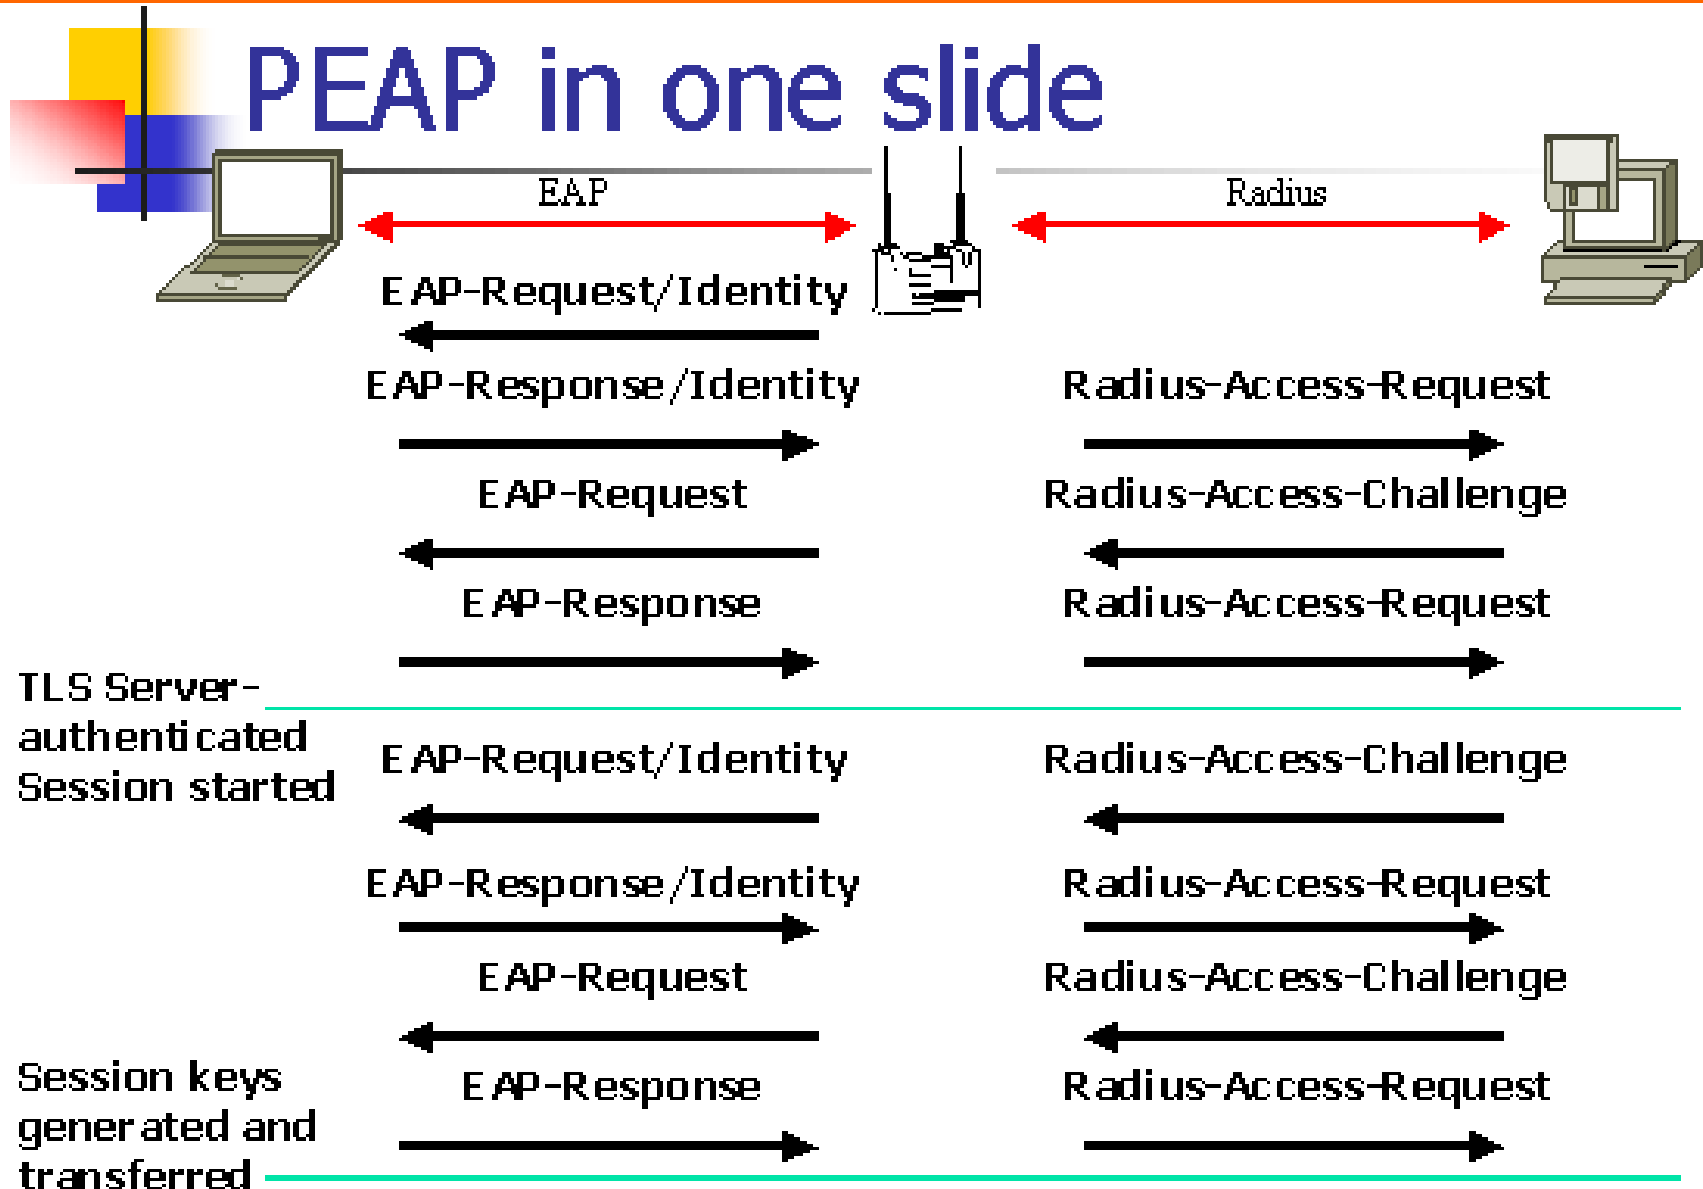 PEAP in one slide
EAP
Radius
EAP-Request/Identity
EAP-Response/Identity
Radius-Access-Request
EAP-Request
Radius-Access-Challenge
EAP-Response
Radius-Access-Request
TLS Server-
authenticated
Session started
EAP-Request/Identity
Radius-Access-Challenge
EAP-Response/Identity
Radius-Access-Request
EAP-Request
Radius-Access-Challenge
Session keys
generated and
transferred
EAP-Response
Radius-Access-Request